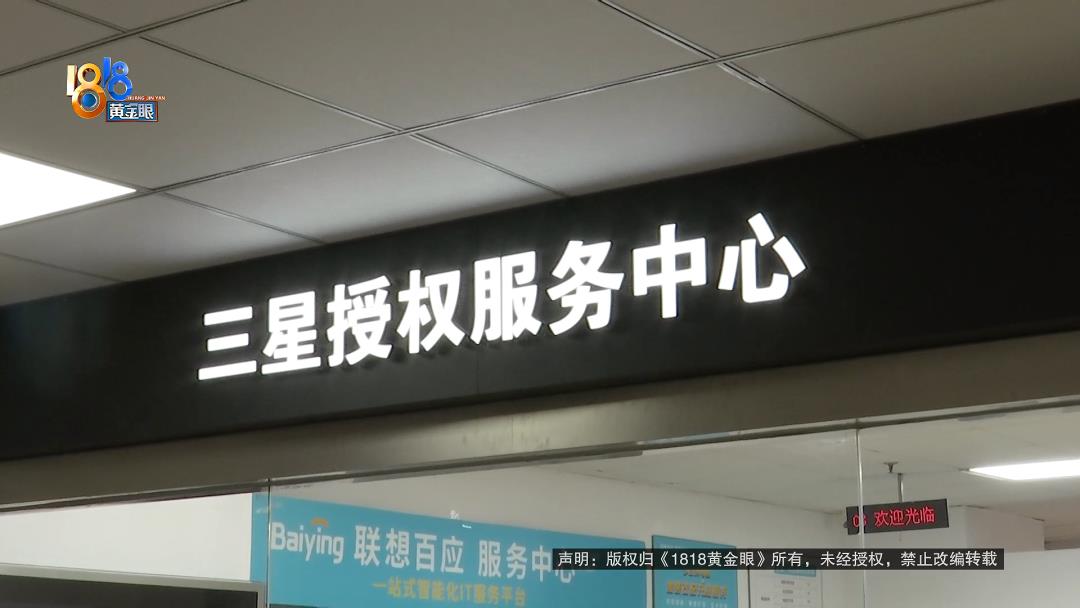 1818
HUANG JIN YAN
黄金眼
三星授权服务中心
欢迎光临
Baiying 联想百应 服务中心
一站式智能化IT服务平台
声明：版权归《1818黄金眼》所有，未经授权，禁止改编转载